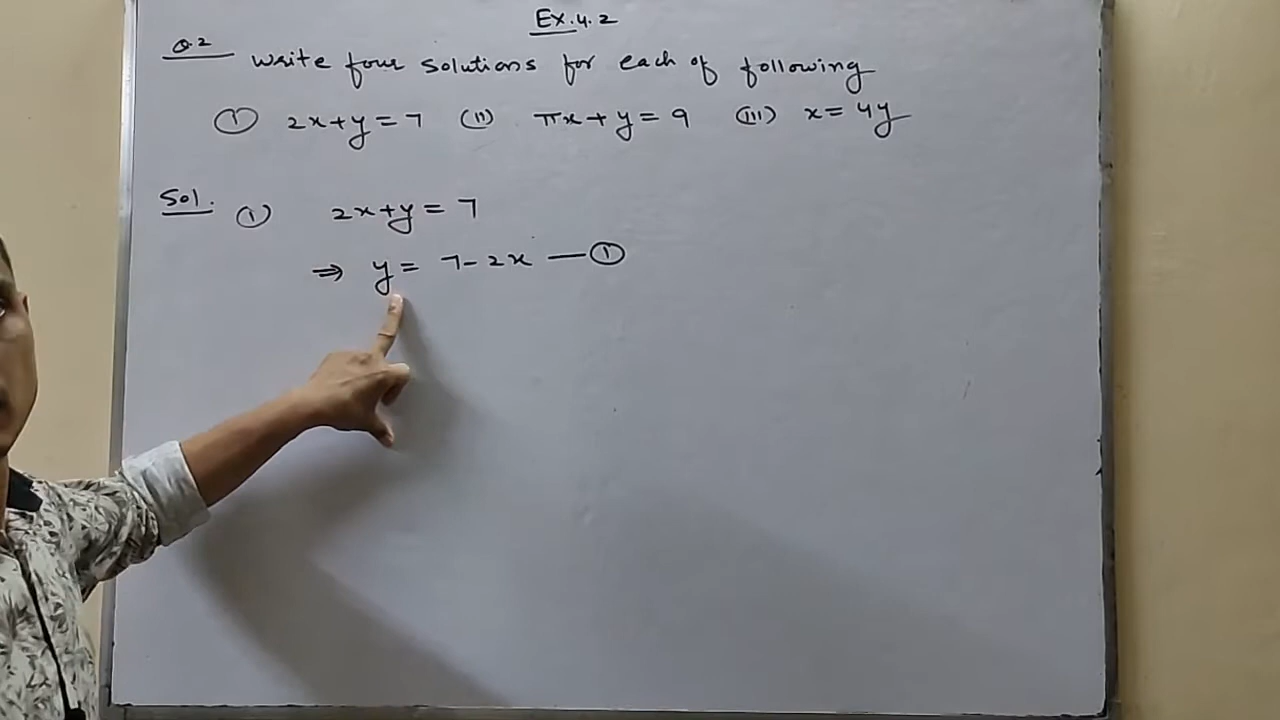 Ex.4.2
Q.2 Write four solutions for each of following
(i) 2x+y=7 (ii) πx+y=9 (iii) x=4y
Sol. (i) 2x+y=7
⇒ y= 7-2x —①